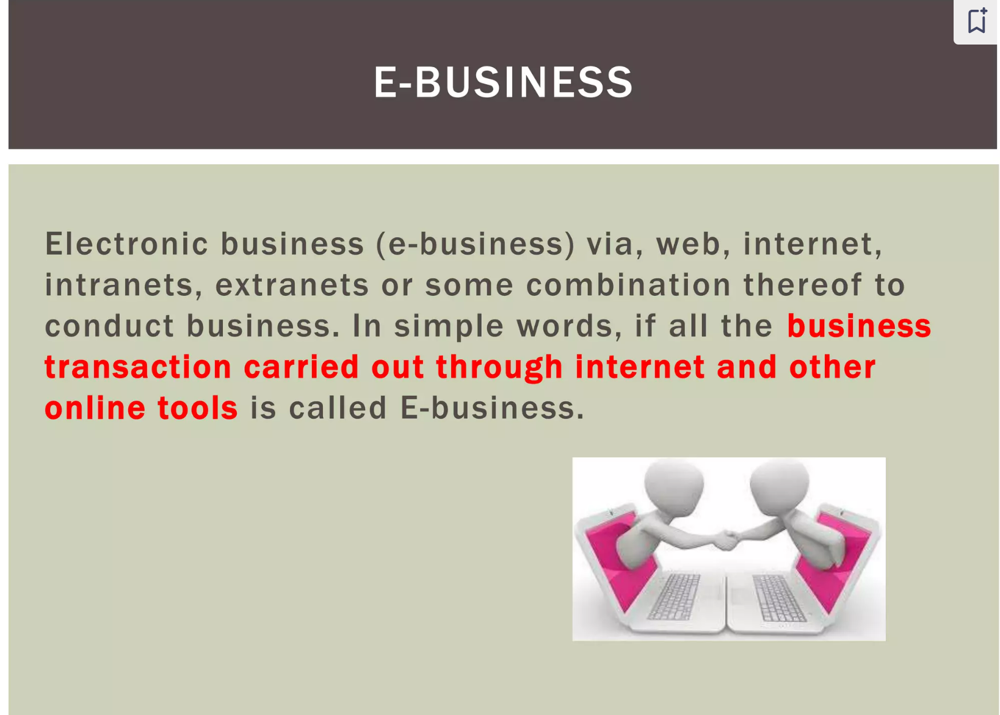 E-BUSINESS
Electronic business (e-business) via, web, internet,
intranets, extranets or some combination thereof to
conduct business. In simple words, if all the business
transaction carried out through internet and other
online tools is called E-business.